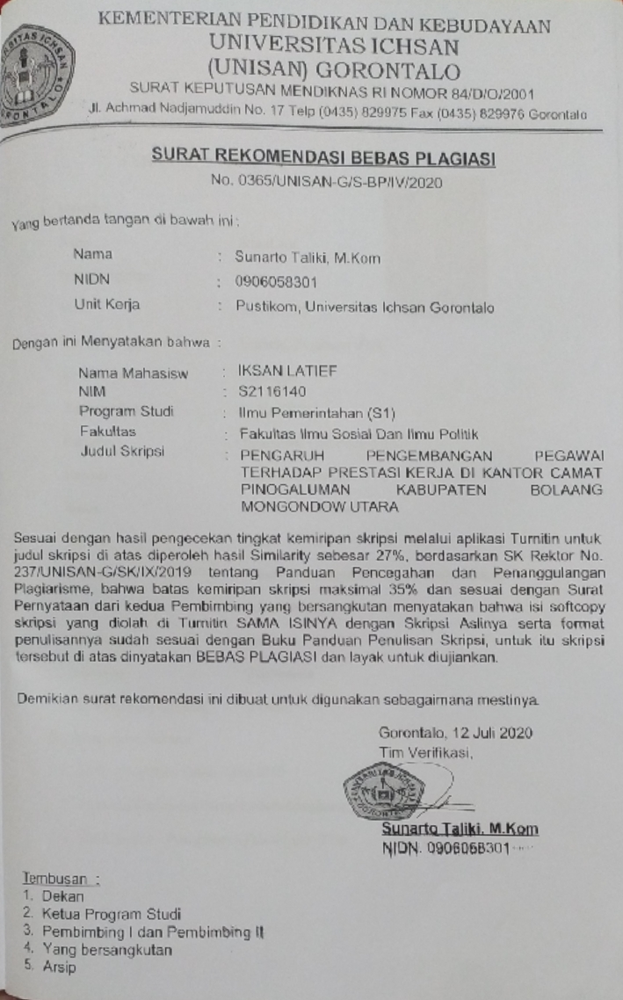 KEMENTERIAN PENDIDIKAN DAN KEBUDAYAAN
UNIVERSITAS ICHSAN
(UNISAN) GORONTALO
SURAT KEPUTUSAN MENDIKNAS RI NOMOR 84/D/O/2001
Jl. Achmad Nadjamuddin No. 17 Telp (0435) 829975 Fax (0435) 829976 Gorontalo
SURAT REKOMENDASI BEBAS PLAGIASI
No. 0365/UNISAN-G/S-BP/IV/2020
Yang bertanda tangan di bawah ini :
Nama : Sunarto Taliki, M.Kom
NIDN : 0906058301
Unit Kerja : Pustikom, Universitas Ichsan Gorontalo
Dengan ini Menyatakan bahwa :
Nama Mahasisw : IKSAN LATIEF
NIM : S2116140
Program Studi : Ilmu Pemerintahan (S1)
Fakultas : Fakultas Ilmu Sosial Dan Ilmu Politik
Judul Skripsi : PENGARUH PENGEMBANGAN PEGAWAI
TERHADAP PRESTASI KERJA DI KANTOR CAMAT
PINOGALUMAN KABUPATEN BOLAANG
MONGONDOW UTARA
Sesuai dengan hasil pengecekan tingkat kemiripan skripsi melalui aplikasi Turnitin untuk
judul skripsi di atas diperoleh hasil Similarity sebesar 27%, berdasarkan SK Rektor No.
237/UNISAN-G/SK/IX/2019 tentang Panduan Pencegahan dan Penanggulangan
Plagiarisme, bahwa batas kemiripan skripsi maksimal 35% dan sesuai dengan Surat
Pernyataan dari kedua Pembimbing yang bersangkutan menyatakan bahwa isi softcopy
skripsi yang diolah di Turnitin SAMA ISINYA dengan Skripsi Aslinya serta format
penulisannya sudah sesuai dengan Buku Panduan Penulisan Skripsi, untuk itu skripsi
tersebut di atas dinyatakan BEBAS PLAGIASI dan layak untuk diujiankan.
Demikian surat rekomendasi ini dibuat untuk digunakan sebagaimana mestinya.
Gorontalo, 12 Juli 2020
Tim Verifikasi,
Sunarto Taliki, M.Kom
NIDN. 0906058301
Tembusan :
1. Dekan
2. Ketua Program Studi
3. Pembimbing I dan Pembimbing II
4. Yang bersangkutan
5. Arsip